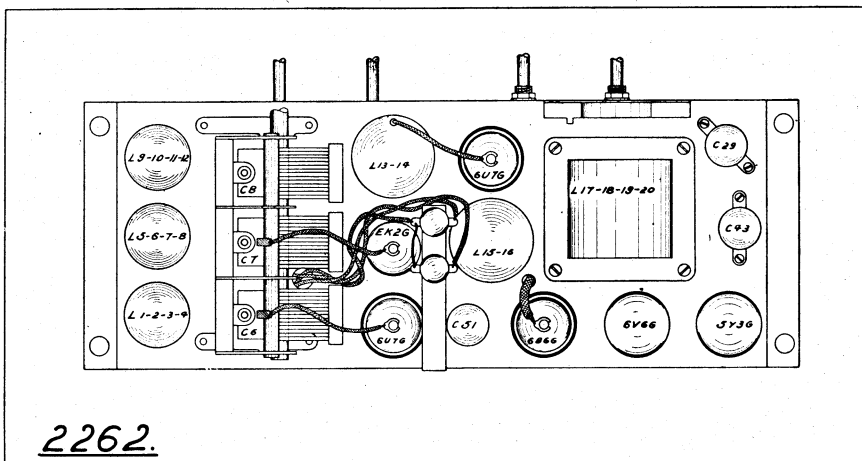 L9-10-11-12
C8
L13-14
6U7G
L17-18-19-20
C29
L5-6-7-8
C7
EK2G
L15-16
C43
L1-2-3-4
C6
6U7G
C51
6B6G
6V6G
5Y3G
2262.